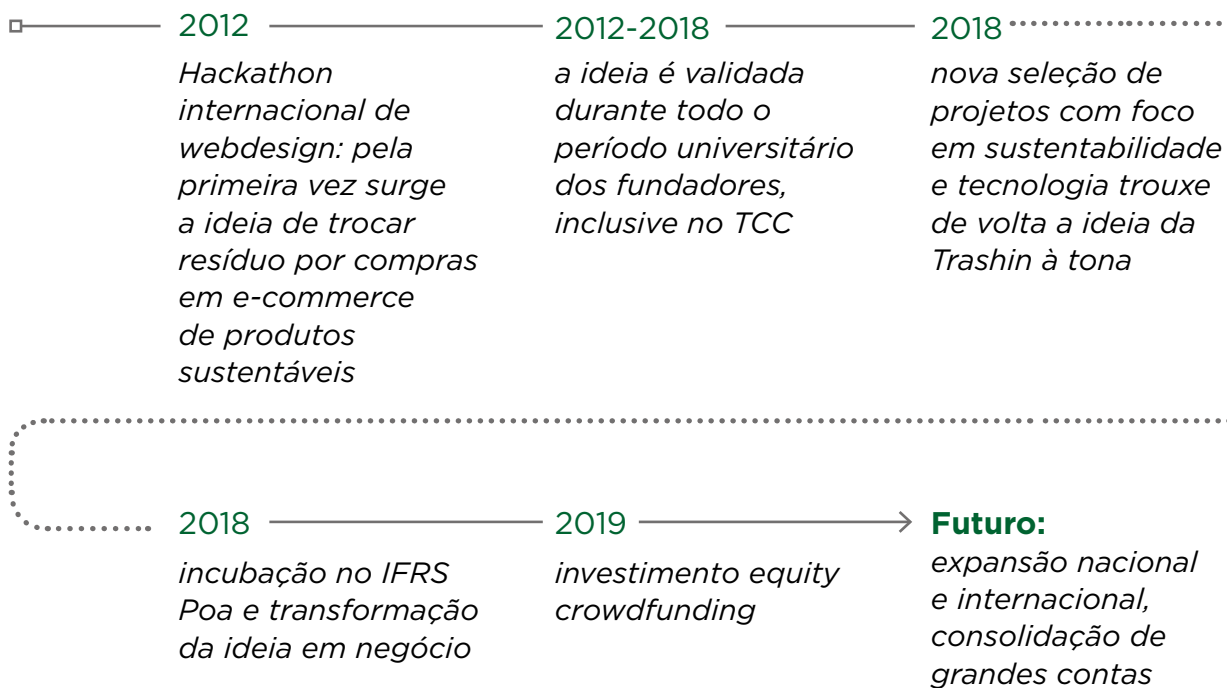 2012
Hackathon
internacional de
webdesign: pela
primeira vez surge
a ideia de trocar
resíduo por compras
em e-commerce
de produtos
sustentáveis
2012-2018
a ideia é validada
durante todo o
período universitário
dos fundadores,
inclusive no TCC
2018
nova seleção de
projetos com foco
em sustentabilidade
e tecnologia trouxe
de volta a ideia da
Trashin à tona
2018
incubação no IFRS
Poa e transformação
da ideia em negócio
2019
investimento equity
crowdfunding
Futuro:
expansão nacional
e internacional,
consolidação de
grandes contas